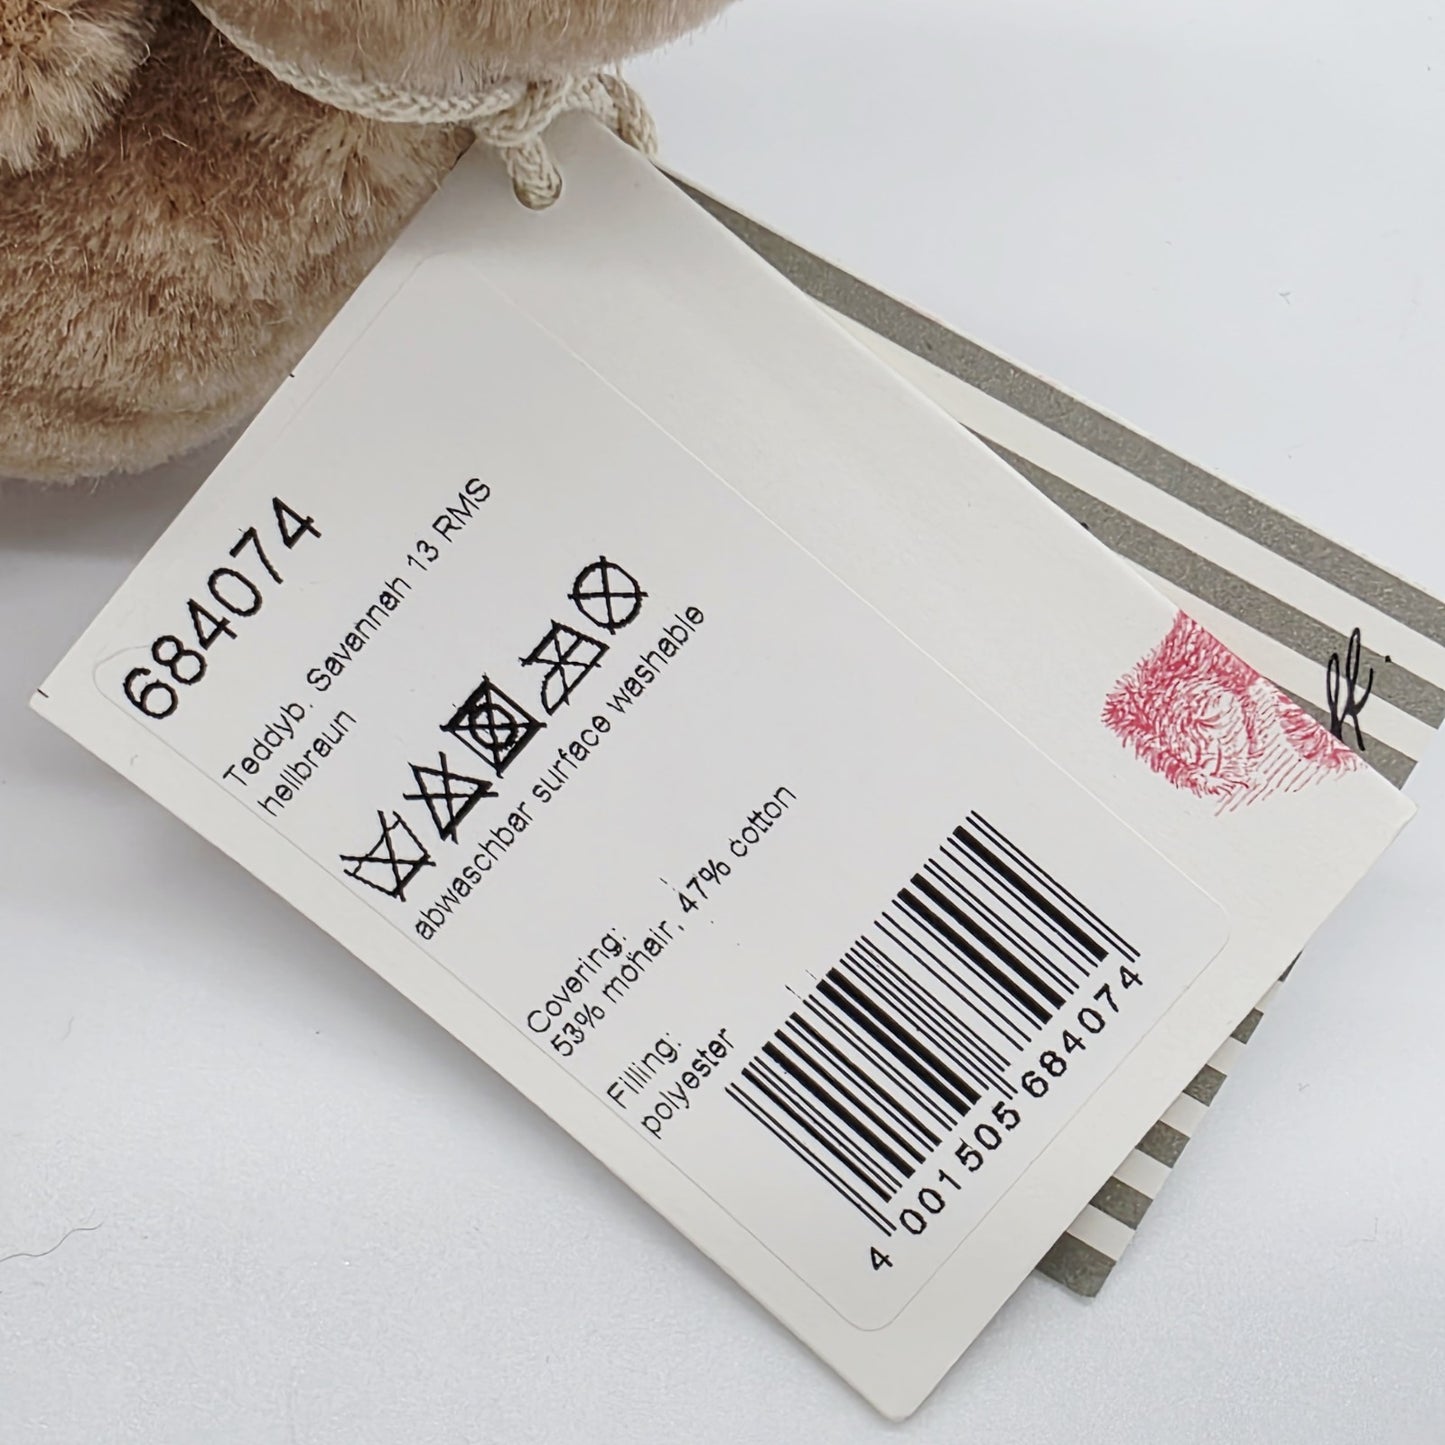 684074
Teddyb. Savannah 13 RMS
hellbraun
abwaschbar surface washable
Covering:
53% mohair, 47% cotton
Filling:
polyester
4 001505 684074